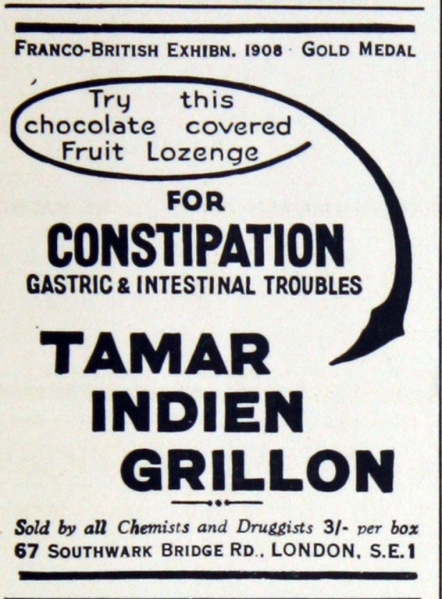 FRANCO-BRITISH EXHIBN. 1908 · GOLD MEDAL
Try this
chocolate covered
Fruit Lozenge
FOR
CONSTIPATION
GASTRIC & INTESTINAL TROUBLES
TAMAR
INDIEN
GRILLON
Sold by all Chemists and Druggists 3/- per box
67 SOUTHWARK BRIDGE RD., LONDON, S.E.1